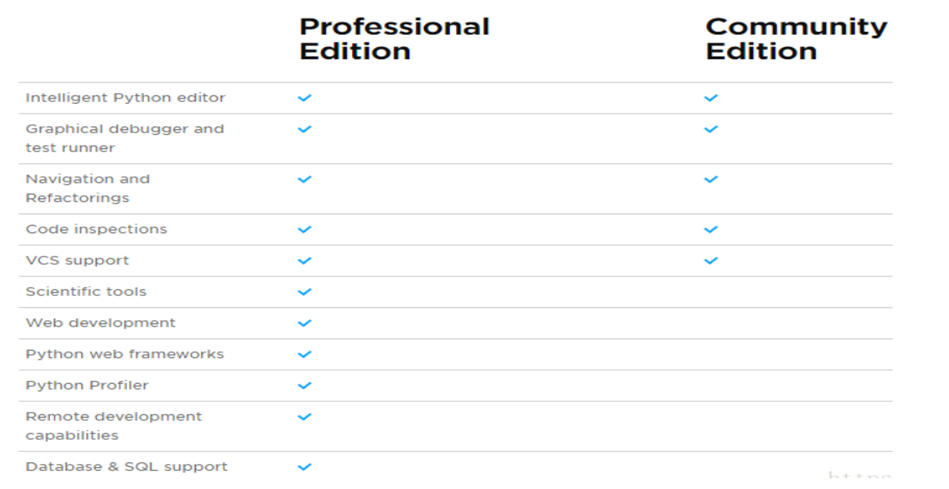 Professional
Edition
Community
Edition
Intelligent Python editor
Graphical debugger and
test runner
Navigation and
Refactorings
Code inspections
VCS support
Scientific tools
Web development
Python web frameworks
Python Profiler
Remote development
capabilities
Database & SQL support
https